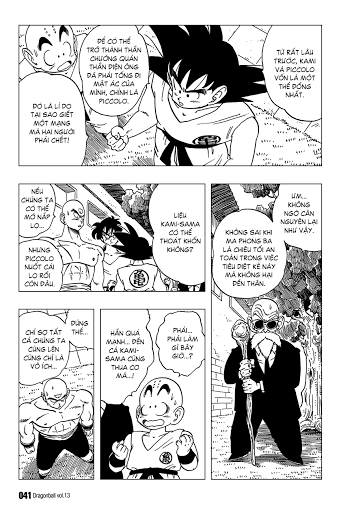 TỪ RẤT LÂU
TRƯỚC, KAMI
VÀ PICCOLO
VỐN LÀ MỘT
THỂ ĐỒNG
NHẤT.
ĐỂ CÓ THỂ
TRỞ THÀNH THẦN
CHƯỞNG QUẢN
THẦN ĐIỆN ÔNG
ĐÃ PHẢI TỐNG ĐI
MẶT ÁC CỦA
MÌNH, CHÍNH LÀ
PICCOLO.
ĐÓ LÀ LÍ DO
TẠI SAO GIẾT
MỘT MẠNG
MÀ HAI NGƯỜI
PHẢI CHẾT!
ƯM...
KHÔNG
NGỜ CĂN
NGUYÊN LẠI
NHƯ VẬY.
KHÔNG SAI KHI
MA PHONG BA
LÀ CHIÊU TỐI AN
TOÀN TRONG VIỆC
TIÊU DIỆT KẺ NÀY
MÀ KHÔNG HẠI
ĐẾN THẦN.
LIỆU
KAMI-SAMA
CÓ THỂ
THOÁT KHỐN
KHÔNG?
NẾU
CHÚNG TA
CÓ THỂ
MỞ NẮP
LỌ...
NHƯNG
PICCOLO
NUỐT CÁI
LỌ RỒI
CÒN ĐÂU.
PHẢI...
PHẢI LÀM
GÌ BÂY
GIỜ...?
HẮN QUÁ
MẠNH... ĐẾN
CẢ KAMI-
SAMA CŨNG
THUA CƠ
MÀ...!
ĐỪNG
THẾ...
CHỈ SỢ TẤT
CẢ CHÚNG TA
CÙNG LÊN
CŨNG CHỈ LÀ
VÔ ÍCH...
041 Dragonball vol.13